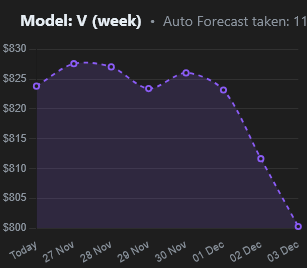 Model: V (week) • Auto Forecast taken: 11
$830
$825
$820
$815
$810
$805
$800
Today
27 Nov
28 Nov
29 Nov
30 Nov
01 Dec
02 Dec
03 Dec